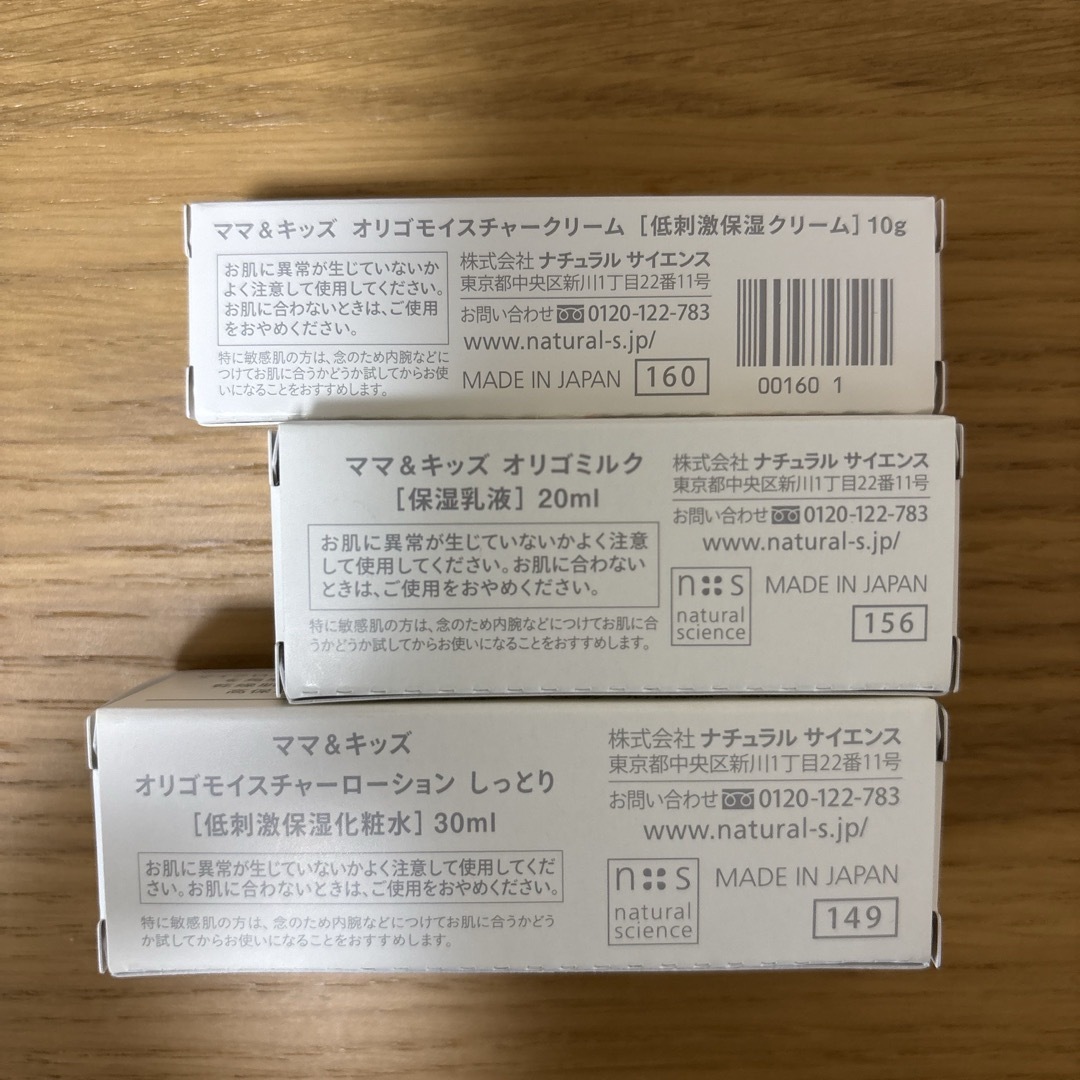 ママ&キッズ オリゴモイスチャークリーム [低刺激保湿クリーム] 10g
お肌に異常が生じていないか
よく注意して使用してください。
お肌に合わないときは、ご使用
をおやめください。
特に敏感肌の方は、念のため内腕などに
つけてお肌に合うかどうか試してからお使
いになることをおすすめします。
株式会社 ナチュラル サイエンス
東京都中央区新川1丁目22番11号
お問い合わせ 0120-122-783
www.natural-s.jp/
MADE IN JAPAN 160
00160 1
ママ&キッズ オリゴミルク
[保湿乳液] 20ml
お肌に異常が生じていないかよく注意
して使用してください。お肌に合わない
ときは、ご使用をおやめください。
特に敏感肌の方は、念のため内腕などにつけてお肌に合
うかどうか試してからお使いになることをおすすめします。
株式会社 ナチュラル サイエンス
東京都中央区新川1丁目22番11号
お問い合わせ 0120-122-783
www.natural-s.jp/
n s
natural
science
MADE IN JAPAN
156
ママ&キッズ
オリゴモイスチャーローション しっとり
[低刺激保湿化粧水] 30ml
お肌に異常が生じていないかよく注意して使用してくだ
さい。お肌に合わないときは、ご使用をおやめください。
特に敏感肌の方は、念のため内腕などにつけてお肌に合うかどう
か試してからお使いになることをおすすめします。
株式会社 ナチュラル サイエンス
東京都中央区新川1丁目22番11号
お問い合わせ 0120-122-783
www.natural-s.jp/
n s
natural
science
MADE IN JAPAN
149